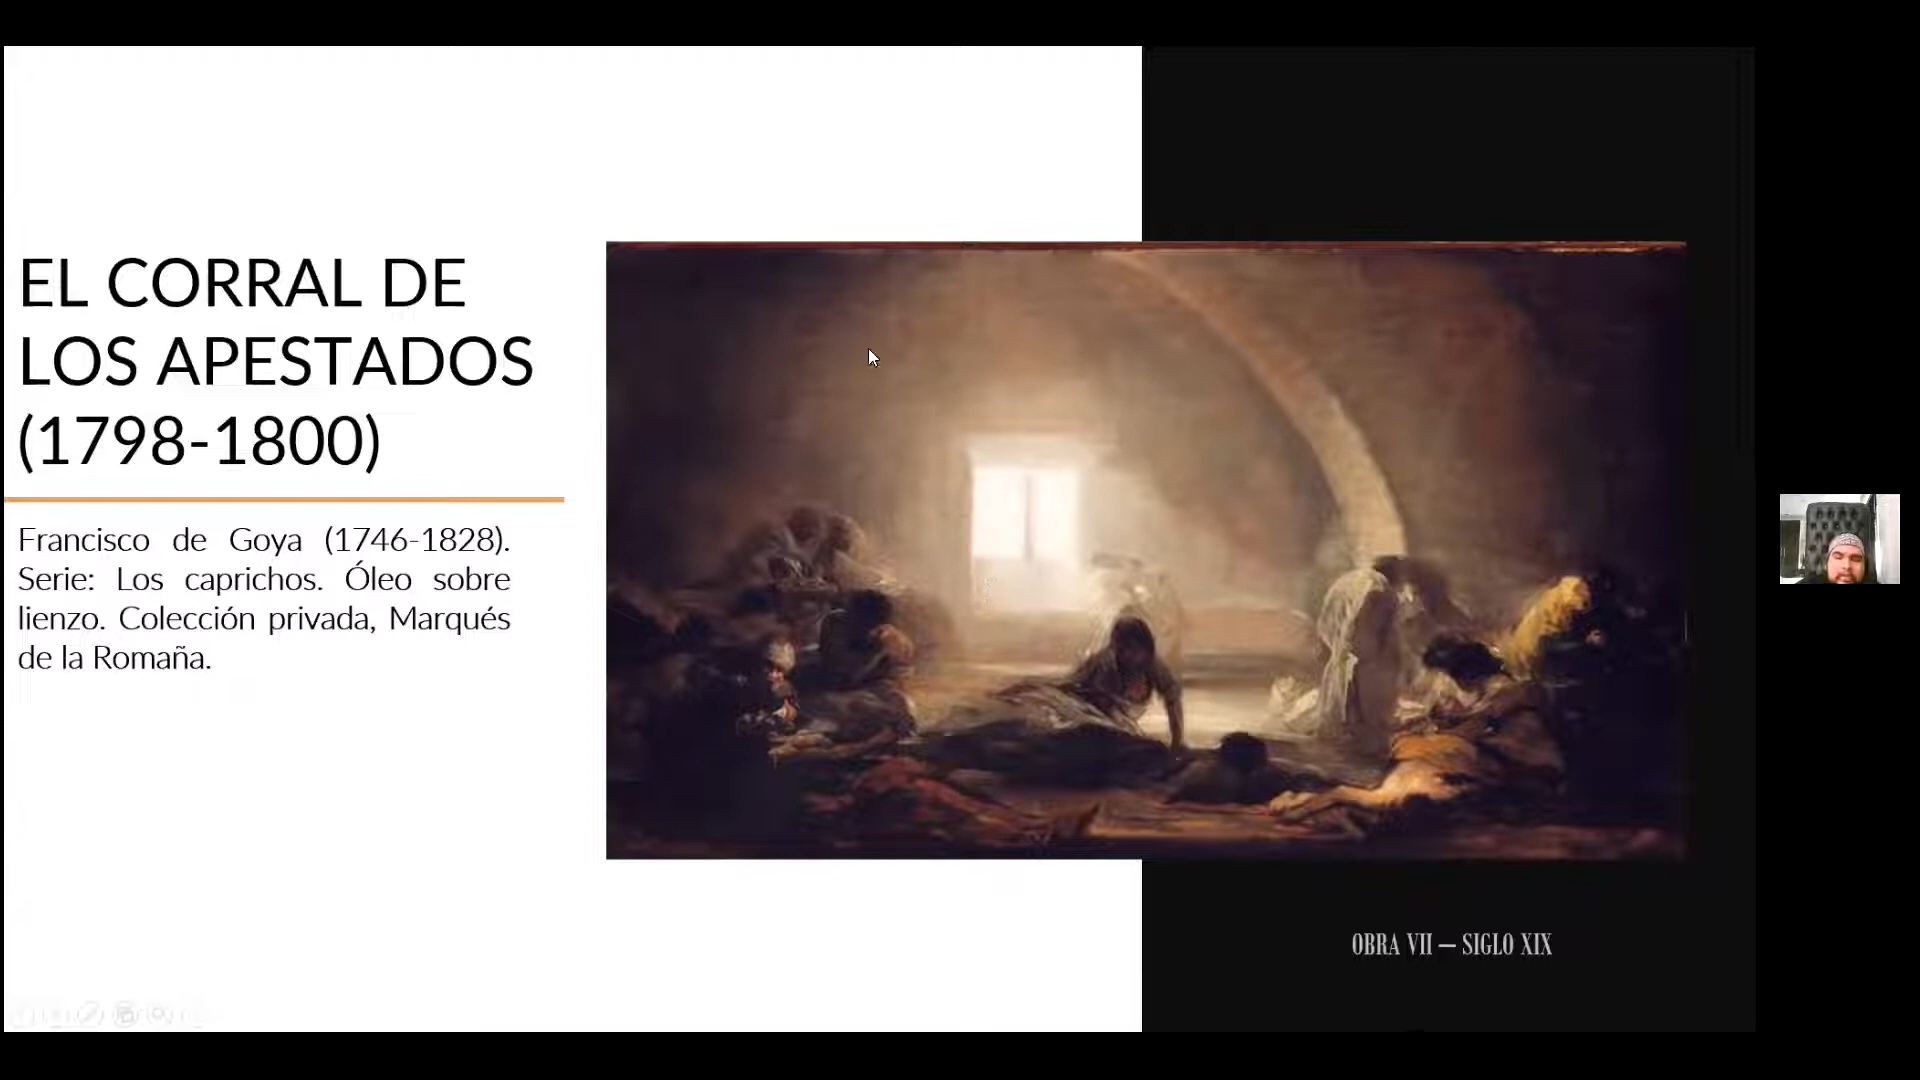 EL CORRAL DE
LOS APESTADOS
(1798-1800)
Francisco de Goya (1746-1828).
Serie: Los caprichos. Óleo sobre
lienzo. Colección privada, Marqués
de la Romaña.
OBRA VII – SIGLO XIX